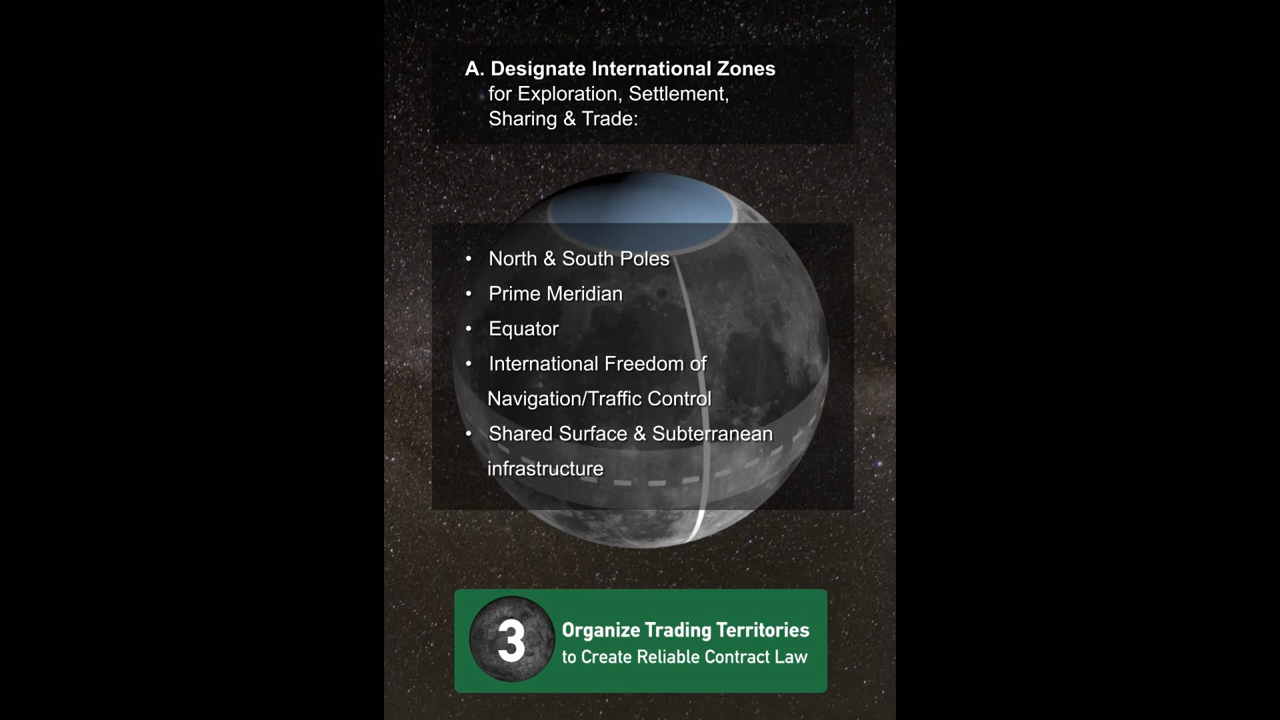 A. Designate International Zones
for Exploration, Settlement,
Sharing & Trade:
• North & South Poles
• Prime Meridian
• Equator
• International Freedom of
Navigation/Traffic Control
• Shared Surface & Subterranean
infrastructure
3
Organize Trading Territories
to Create Reliable Contract Law